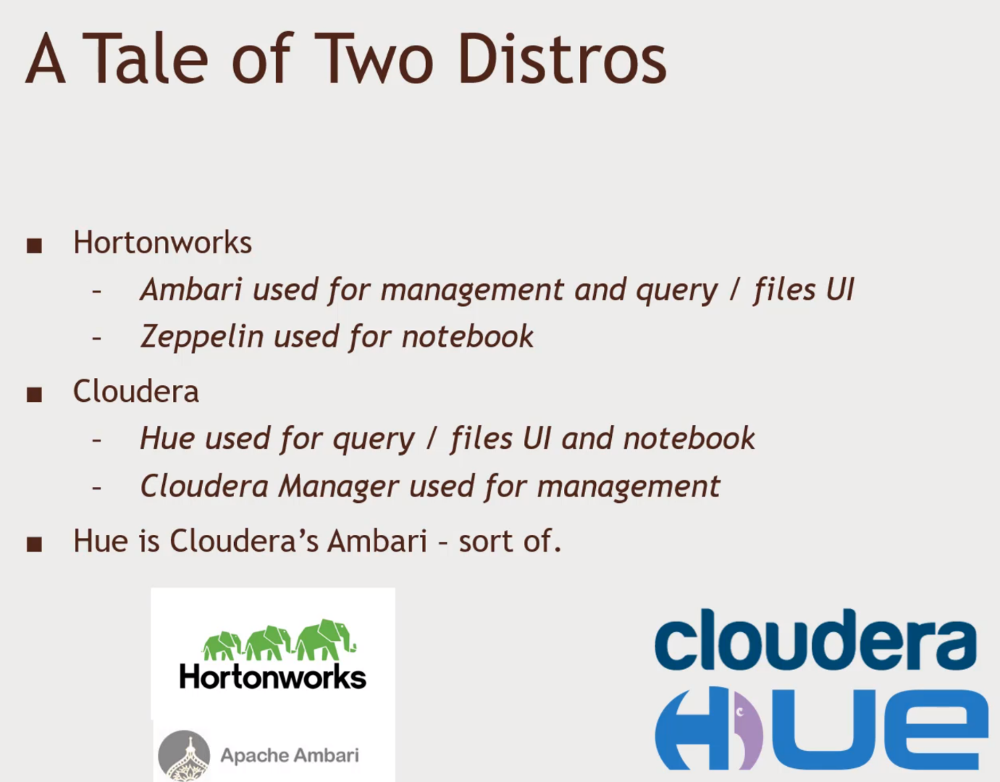 A Tale of Two Distros
■ Hortonworks
– Ambari used for management and query / files UI
– Zeppelin used for notebook
■ Cloudera
– Hue used for query / files UI and notebook
– Cloudera Manager used for management
■ Hue is Cloudera’s Ambari – sort of.
Hortonworks
Apache Ambari
cloudera
HUE